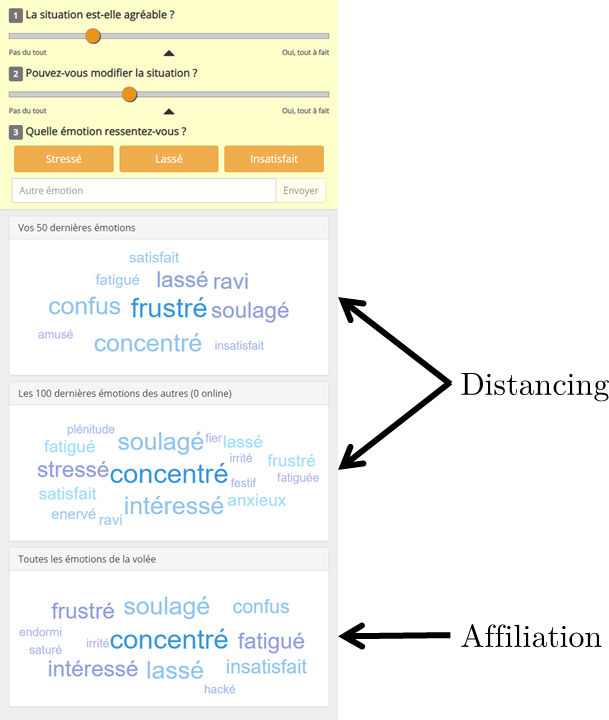 1 La situation est-elle agréable ?
Pas du tout Oui, tout à fait
2 Pouvez-vous modifier la situation ?
Pas du tout Oui, tout à fait
3 Quelle émotion ressentez-vous ?
Stressé Lassé Insatisfait
Autre émotion Envoyer
Vos 50 dernières émotions
satisfait
fatigué lassé ravi
confus frustré soulagé
amusé concentré insatisfait
Distancing
Les 100 dernières émotions des autres (0 online)
plénitude
fatigué soulagé fier lassé
stressé concentré irrité frustré
festif fatiguée
satisfait intéressé anxieux
enervé ravi
Toutes les émotions de la volée
frustré soulagé confus
endormi irrité concentré fatigué
saturé
intéressé lassé insatisfait
hacké
Affiliation